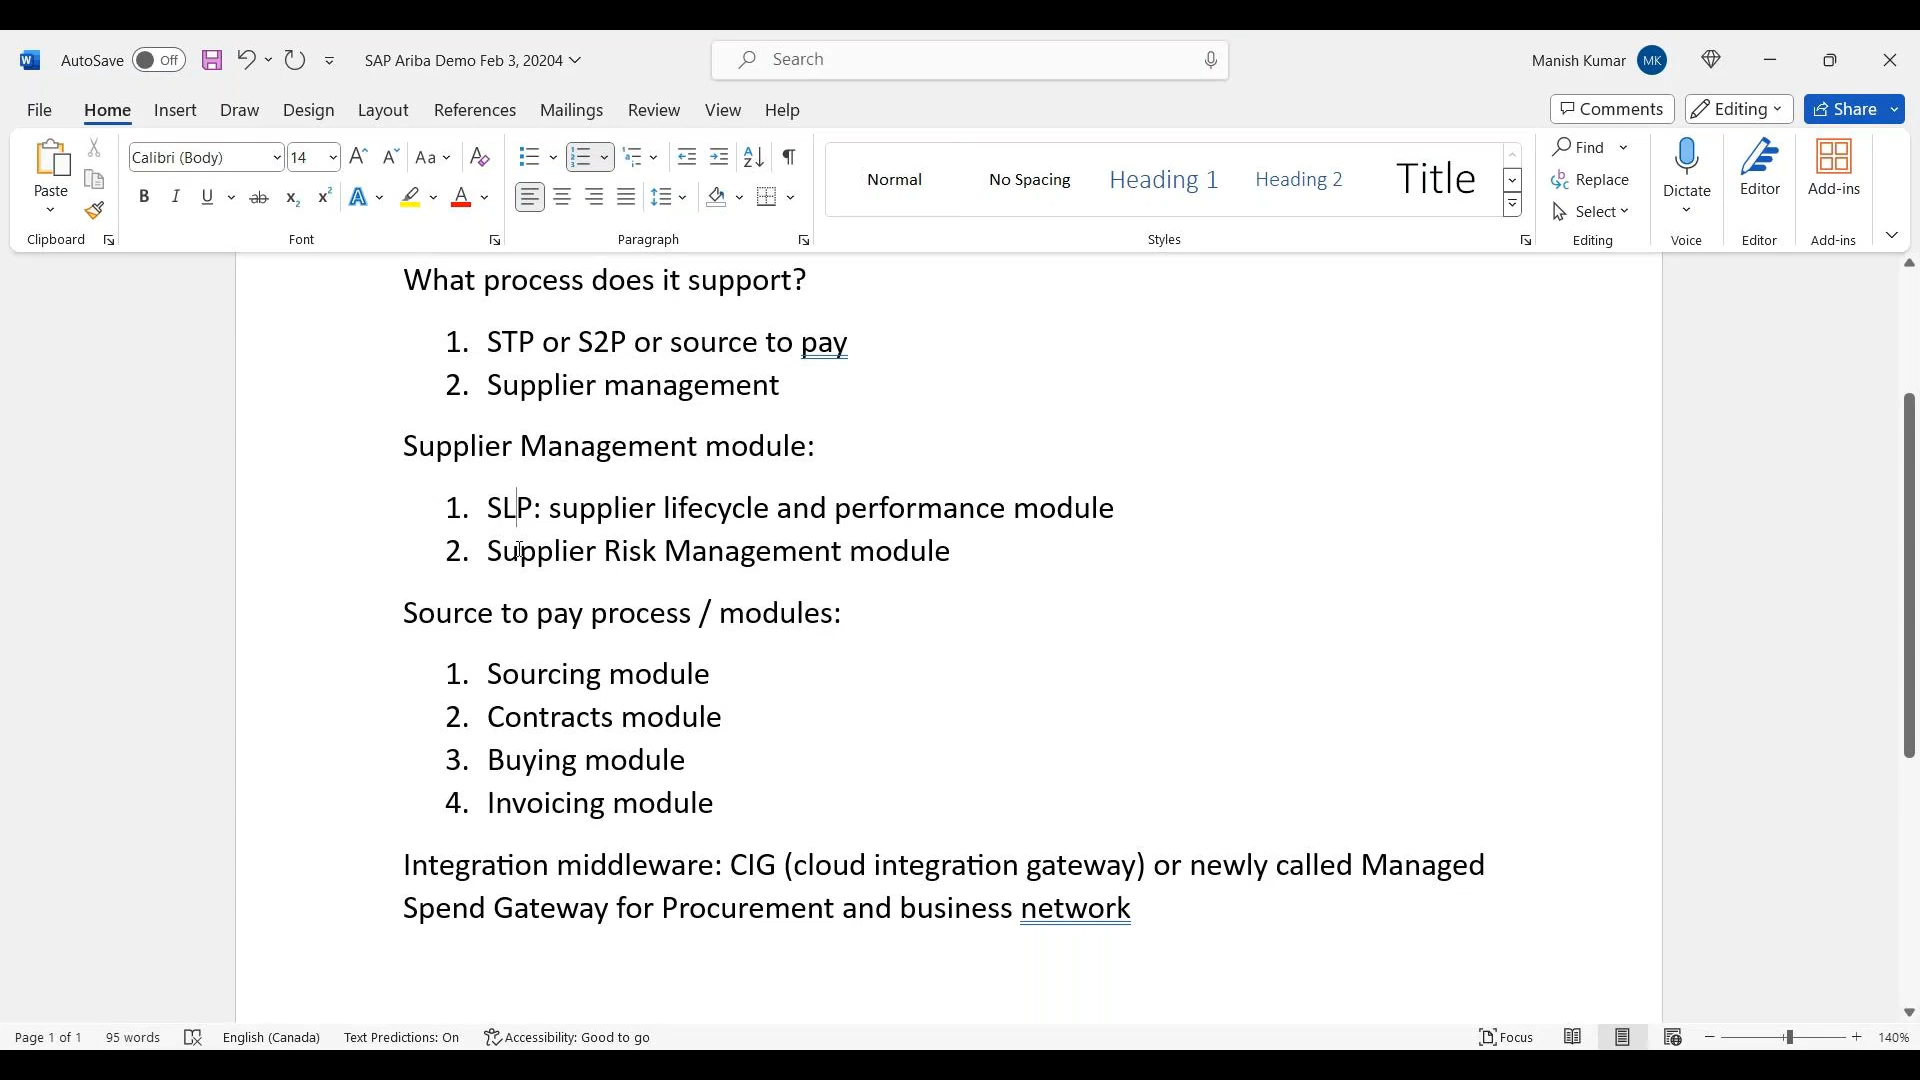 AutoSave Off SAP Ariba Demo Feb 3, 20204 Search Manish Kumar MK
File Home Insert Draw Design Layout References Mailings Review View Help Comments Editing Share
Paste Calibri (Body) 14 Aa Normal No Spacing Heading 1 Heading 2 Title Find Replace Select Dictate Editor Add-ins
Clipboard Font Paragraph Styles Editing Voice Editor Add-ins
What process does it support?
1. STP or S2P or source to pay
2. Supplier management
Supplier Management module:
1. SLP: supplier lifecycle and performance module
2. Supplier Risk Management module
Source to pay process / modules:
1. Sourcing module
2. Contracts module
3. Buying module
4. Invoicing module
Integration middleware: CIG (cloud integration gateway) or newly called Managed
Spend Gateway for Procurement and business network
Page 1 of 1 95 words English (Canada) Text Predictions: On Accessibility: Good to go Focus 140%